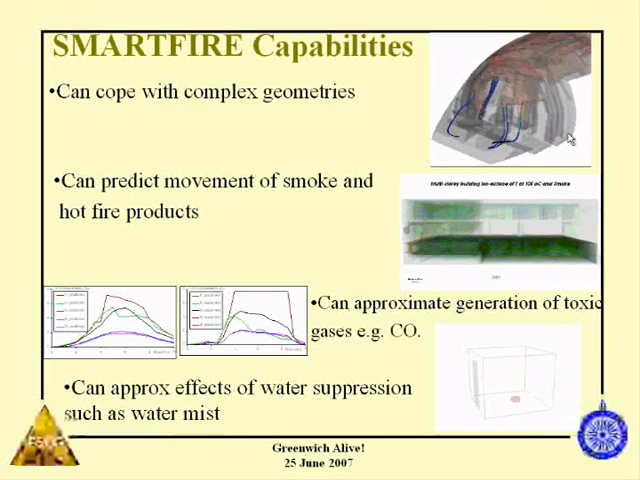 SMARTFIRE Capabilities
•Can cope with complex geometries
•Can predict movement of smoke and
hot fire products
Multi-storey building Iso-surface of T at 100 oC and Smoke
•Can approximate generation of toxic
gases e.g. CO.
•Can approx effects of water suppression
such as water mist
Greenwich Alive!
25 June 2007